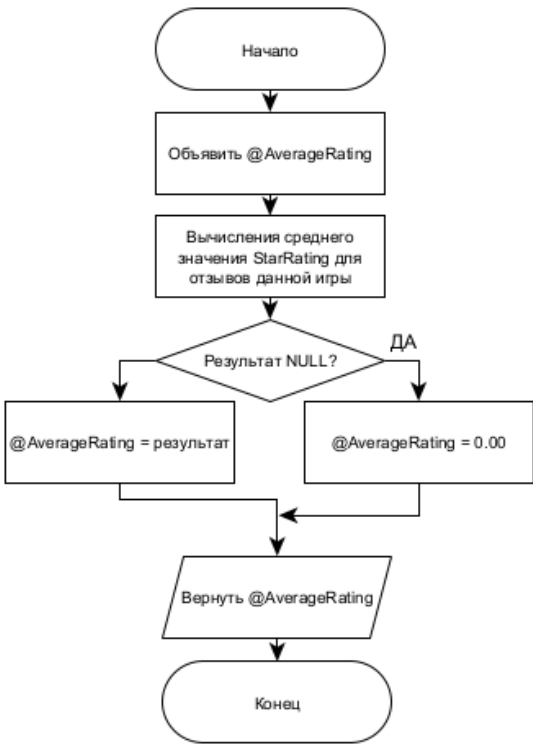 Начало
Объявить @AverageRating
Вычисления среднего
значения StarRating для
отзывов данной игры
Результат NULL?
ДА
@AverageRating = результат
@AverageRating = 0.00
Вернуть @AverageRating
Конец